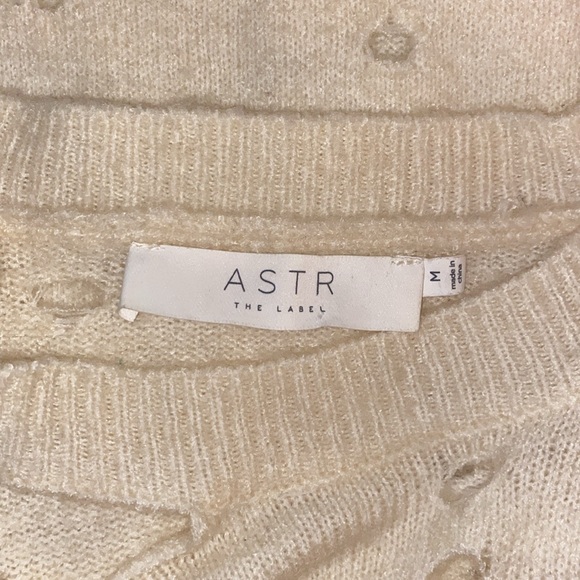 ASTR
THE LABEL
M
made in
china